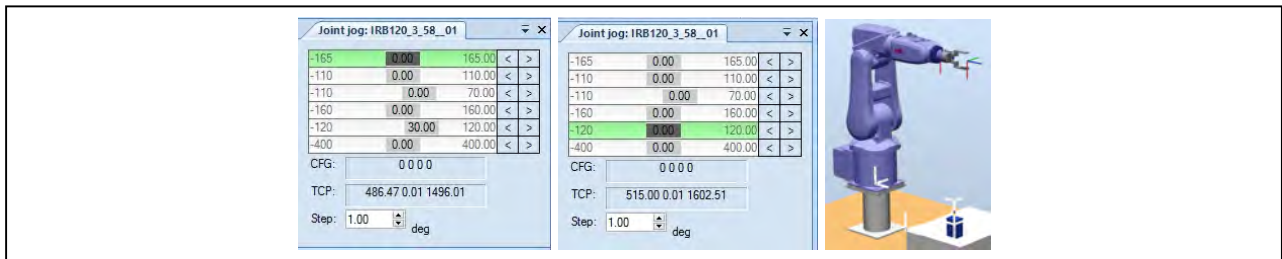 Joint jog: IRB120_3_58__01
-165 0.00 165.00 < >
-110 0.00 110.00 < >
-110 0.00 70.00 < >
-160 0.00 160.00 < >
-120 30.00 120.00 < >
-400 0.00 400.00 < >
CFG: 0 0 0 0
TCP: 486.47 0.01 1496.01
Step: 1.00 deg
Joint jog: IRB120_3_58__01
-165 0.00 165.00 < >
-110 0.00 110.00 < >
-110 0.00 70.00 < >
-160 0.00 160.00 < >
-120 0.00 120.00 < >
-400 0.00 400.00 < >
CFG: 0 0 0 0
TCP: 515.00 0.01 1602.51
Step: 1.00 deg